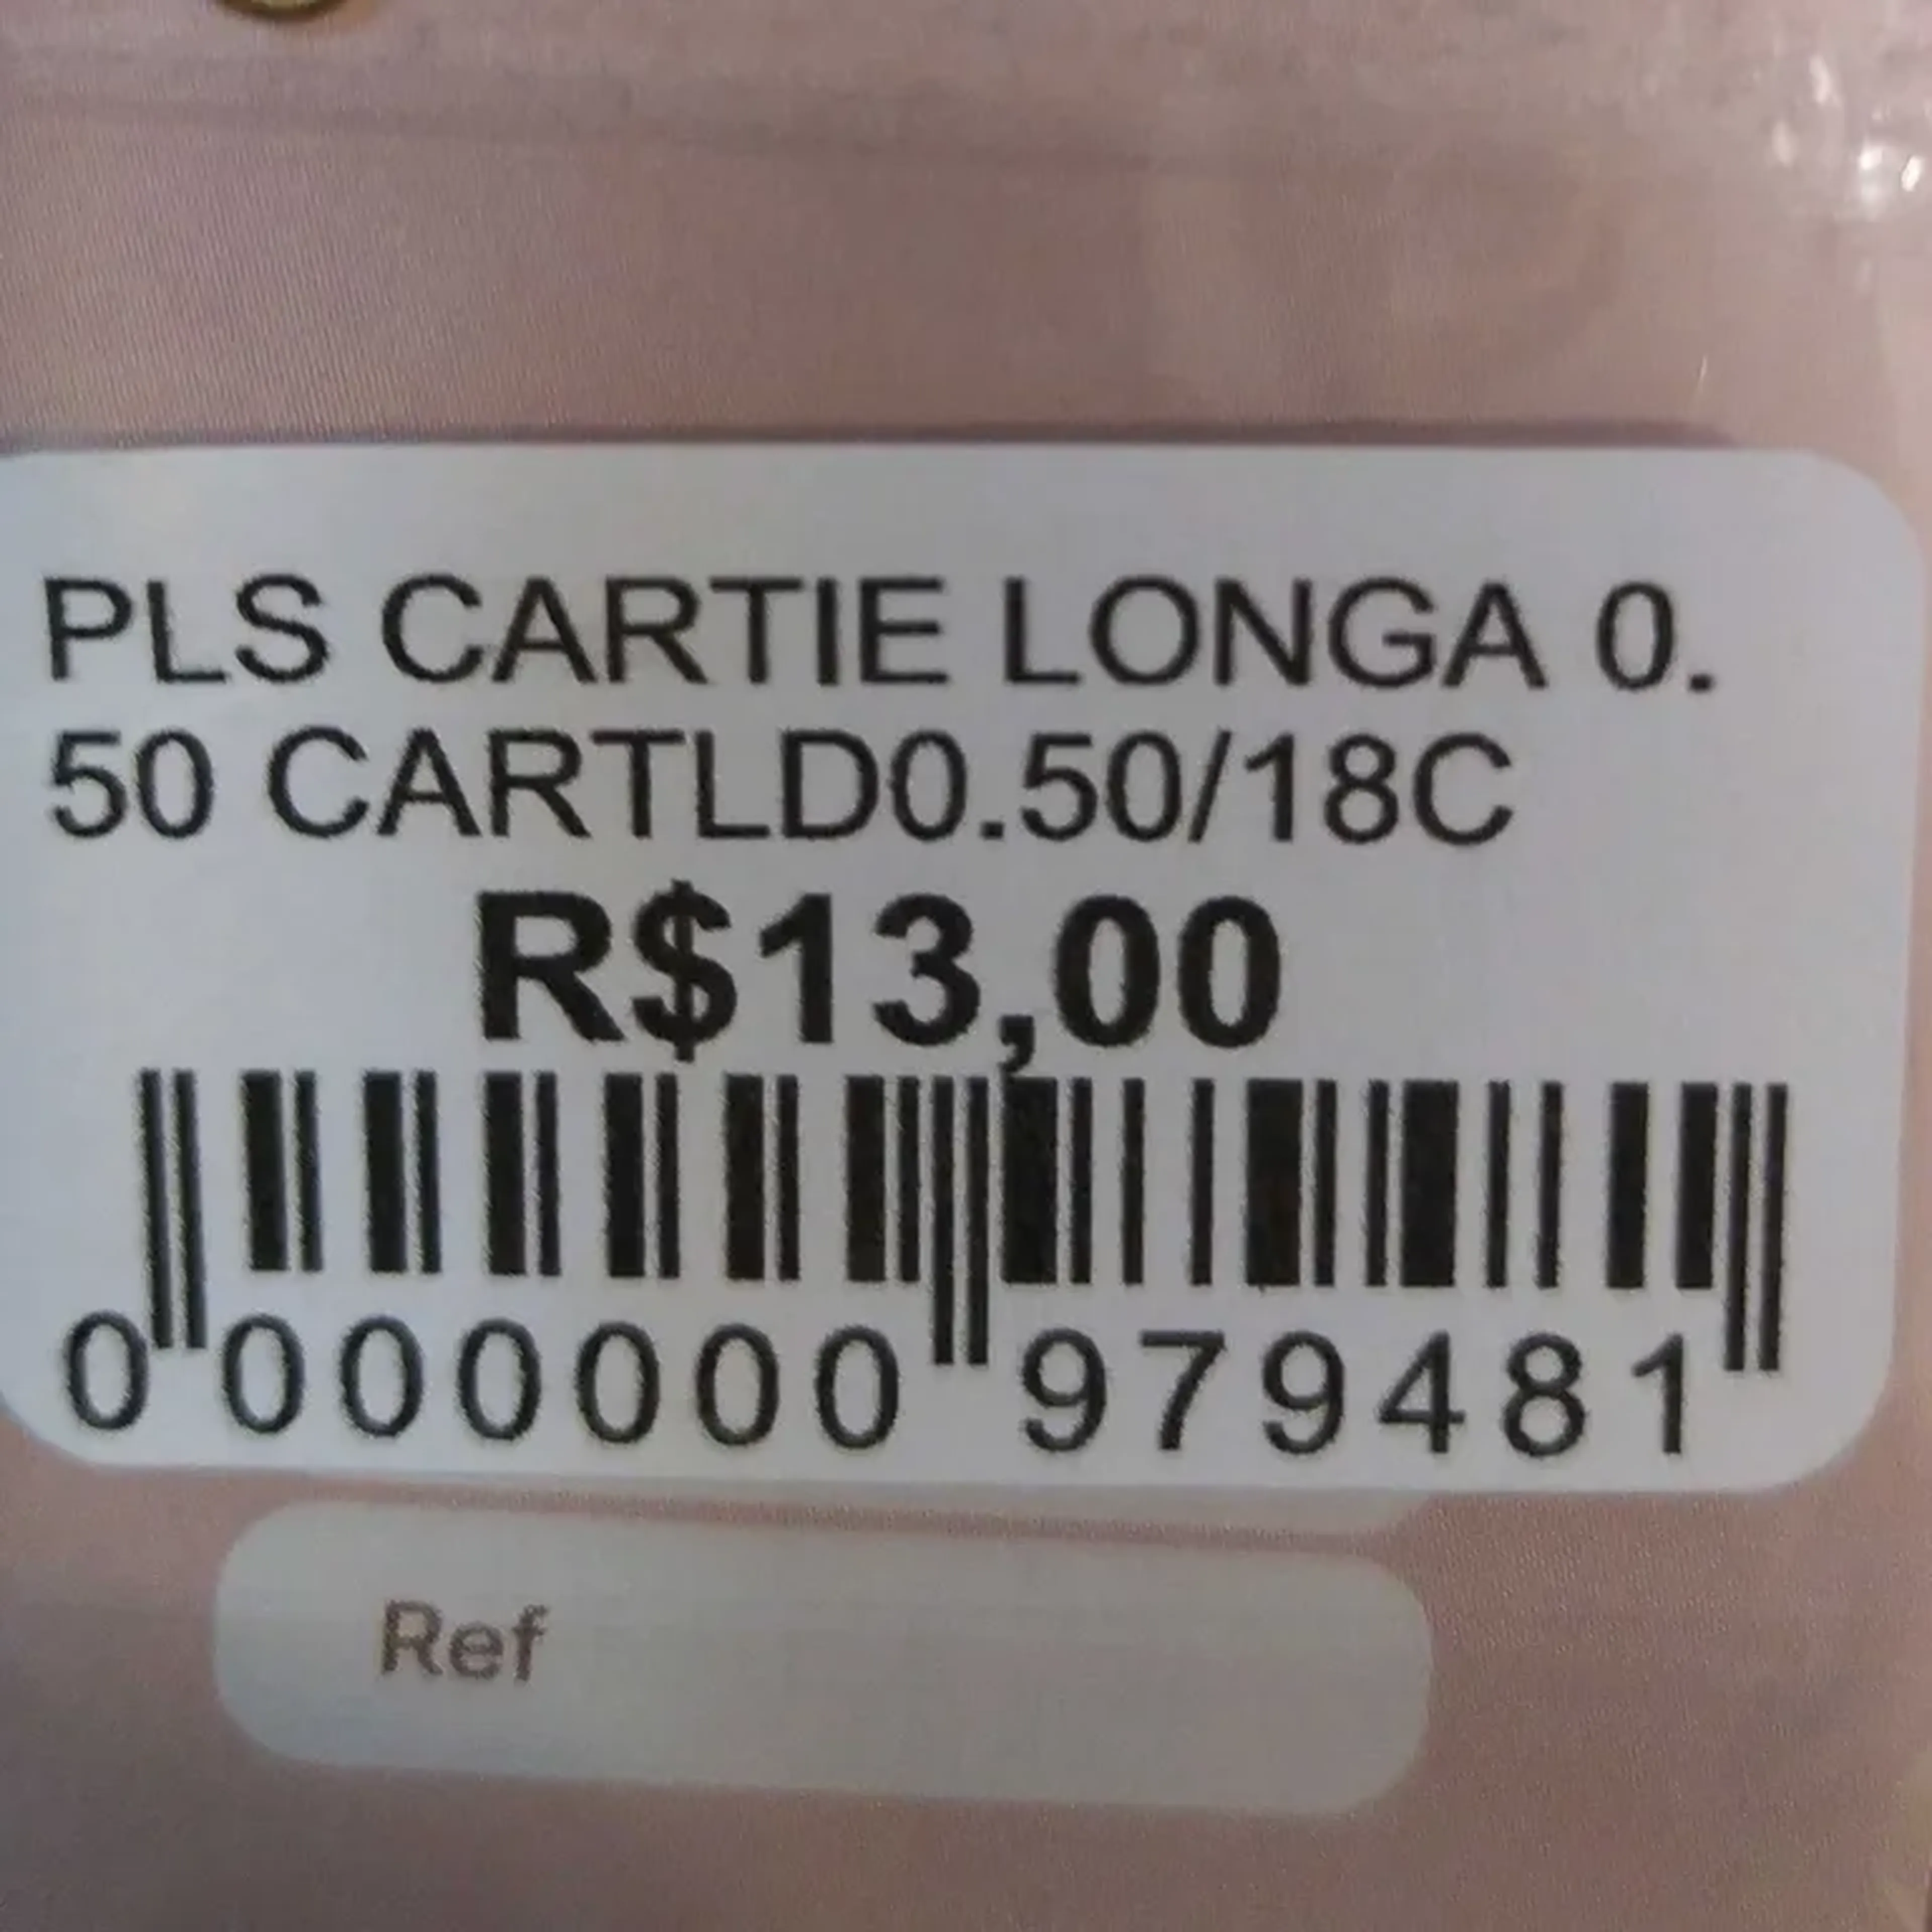 PLS CARTIE LONGA 0.
50 CARTLD0.50/18C
R$13,00
0 000000 979481
Ref